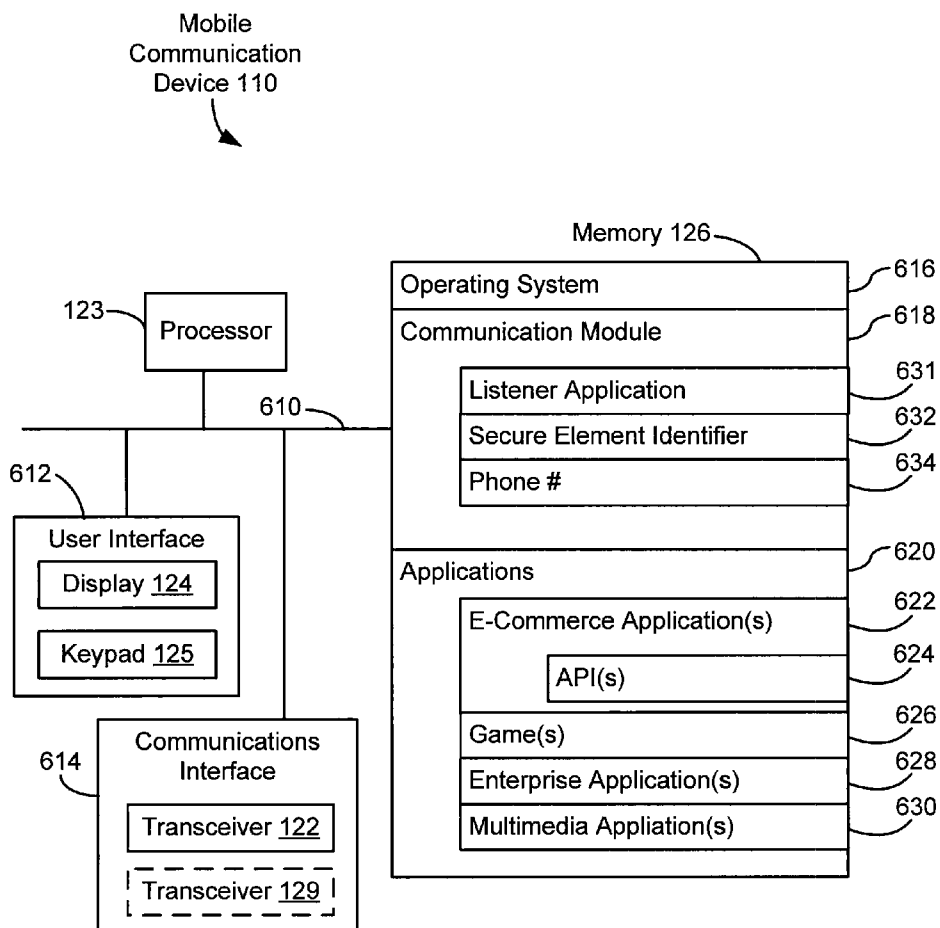 Mobile
Communication
Device 110
Memory 126
Operating System
616
123
Processor
Communication Module
618
Listener Application
631
610
Secure Element Identifier
632
Phone #
634
612
User Interface
Display 124
Keypad 125
Applications
620
E-Commerce Application(s)
622
API(s)
624
Game(s)
626
614
Communications
Interface
Enterprise Application(s)
628
Multimedia Appliation(s)
630
Transceiver 122
Transceiver 129